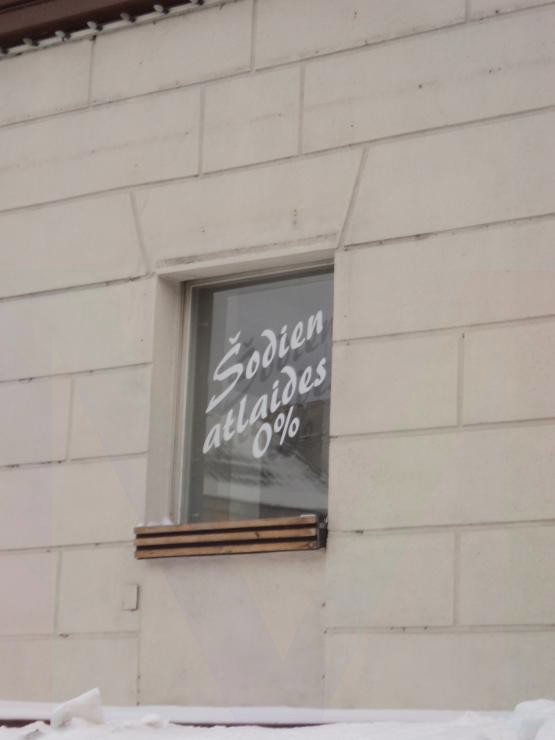 Šodien
atlaides
0%